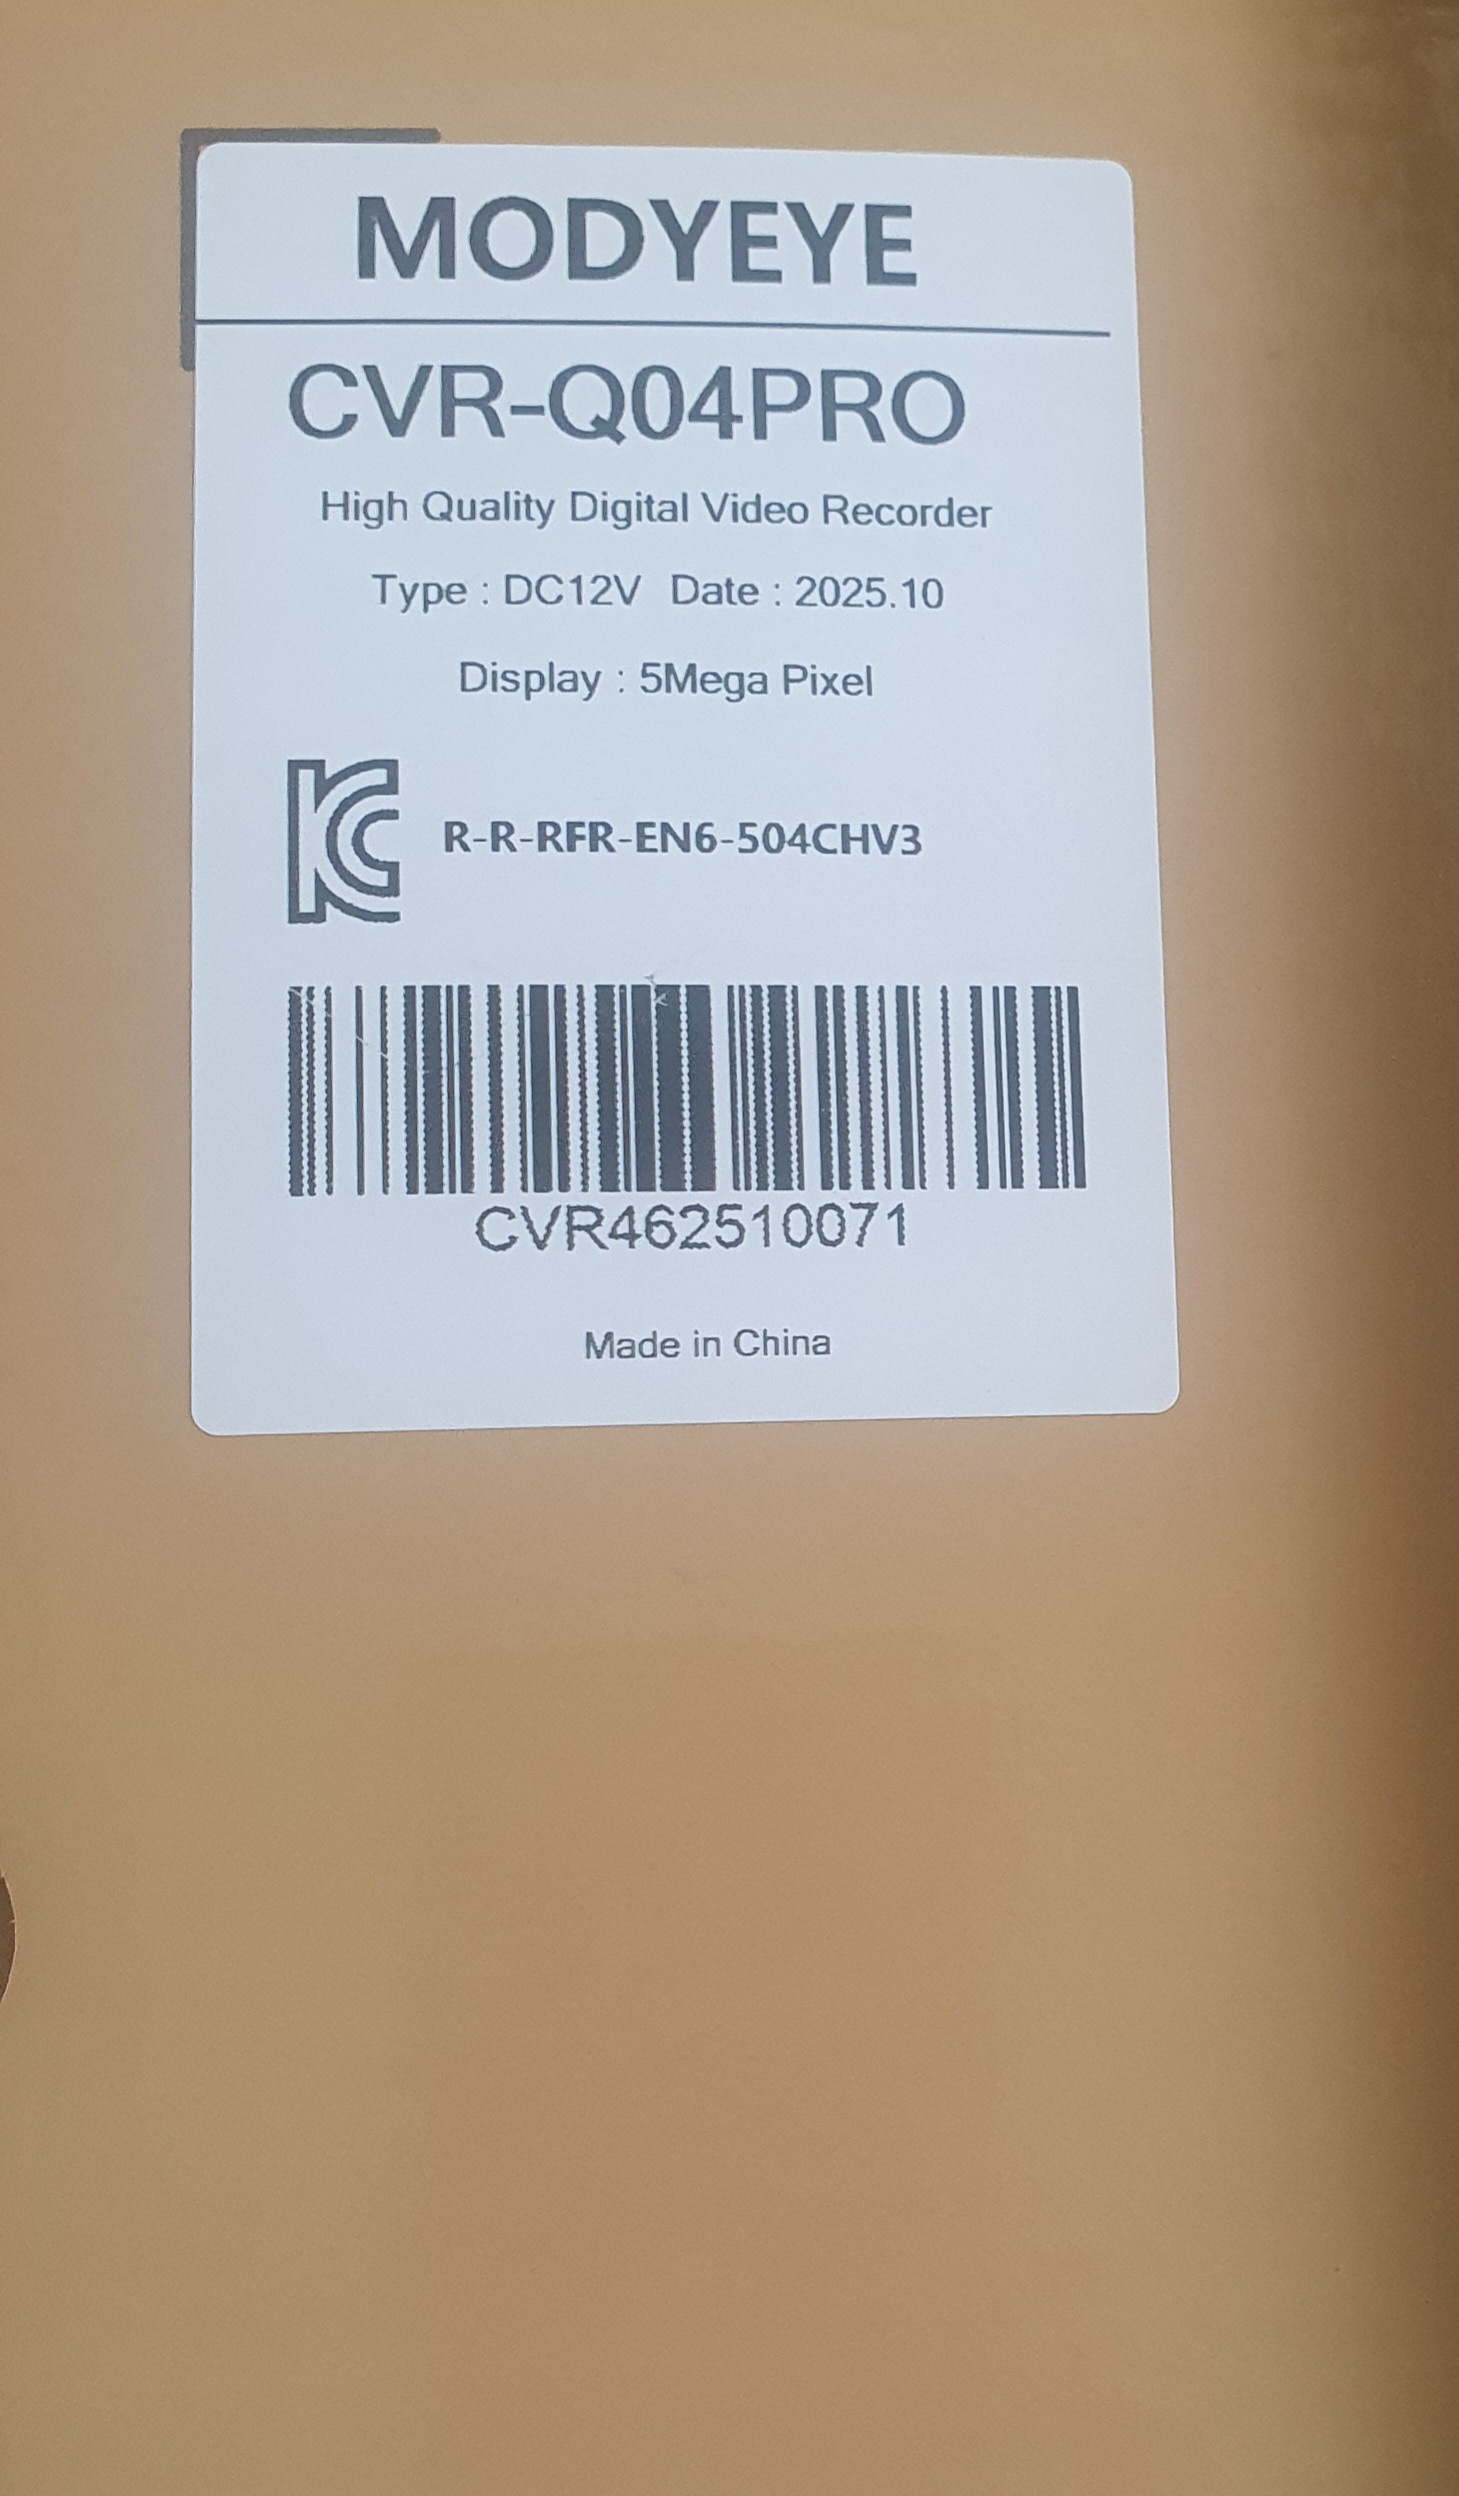 MODYEYE
CVR-Q04PRO
High Quality Digital Video Recorder
Type : DC12V Date : 2025.10
Display : 5Mega Pixel
R-R-RFR-EN6-504CHV3
CVR462510071
Made in China